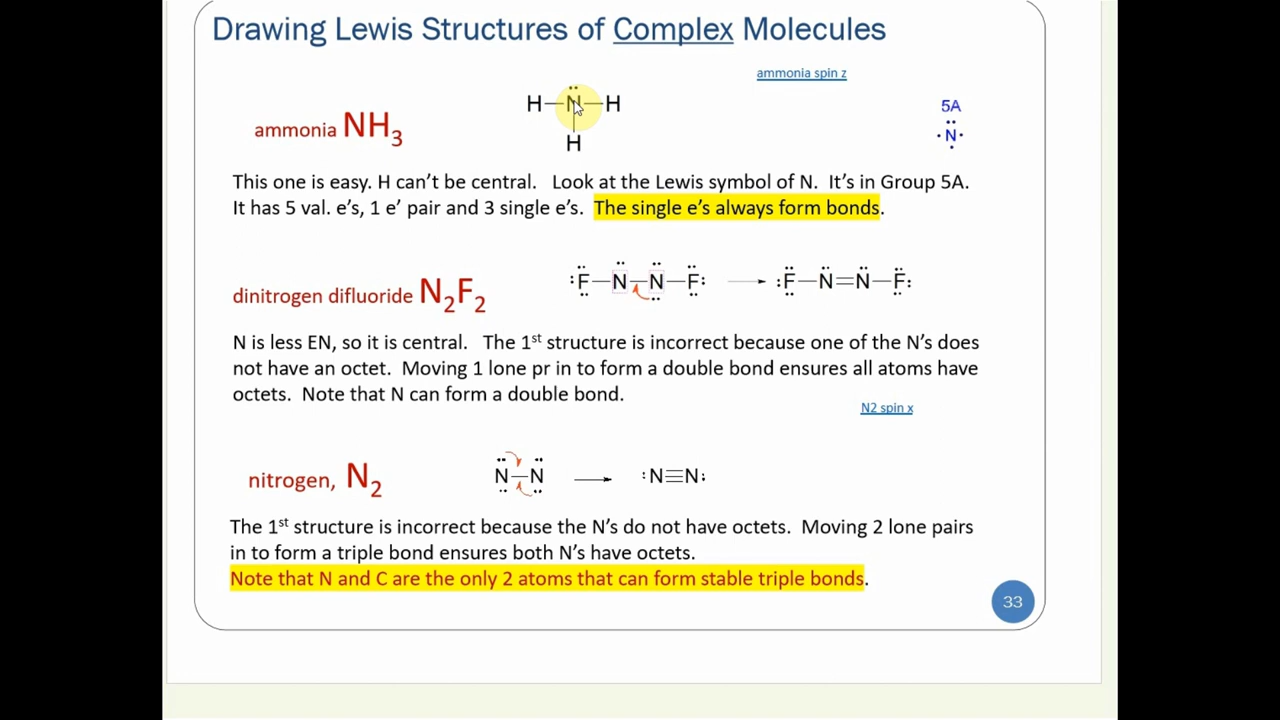 Drawing Lewis Structures of Complex Molecules
ammonia spin z
ammonia NH₃
H–N̈–H
H
5A
·N̈·
This one is easy. H can’t be central. Look at the Lewis symbol of N. It’s in Group 5A.
It has 5 val. e’s, 1 e’ pair and 3 single e’s. The single e’s always form bonds.
dinitrogen difluoride N₂F₂
:F–N–N–F: → :F–N=N–F:
N is less EN, so it is central. The 1ˢᵗ structure is incorrect because one of the N’s does
not have an octet. Moving 1 lone pr in to form a double bond ensures all atoms have
octets. Note that N can form a double bond.
N2 spin x
nitrogen, N₂
N–N → :N≡N:
The 1ˢᵗ structure is incorrect because the N’s do not have octets. Moving 2 lone pairs
in to form a triple bond ensures both N’s have octets.
Note that N and C are the only 2 atoms that can form stable triple bonds.
33